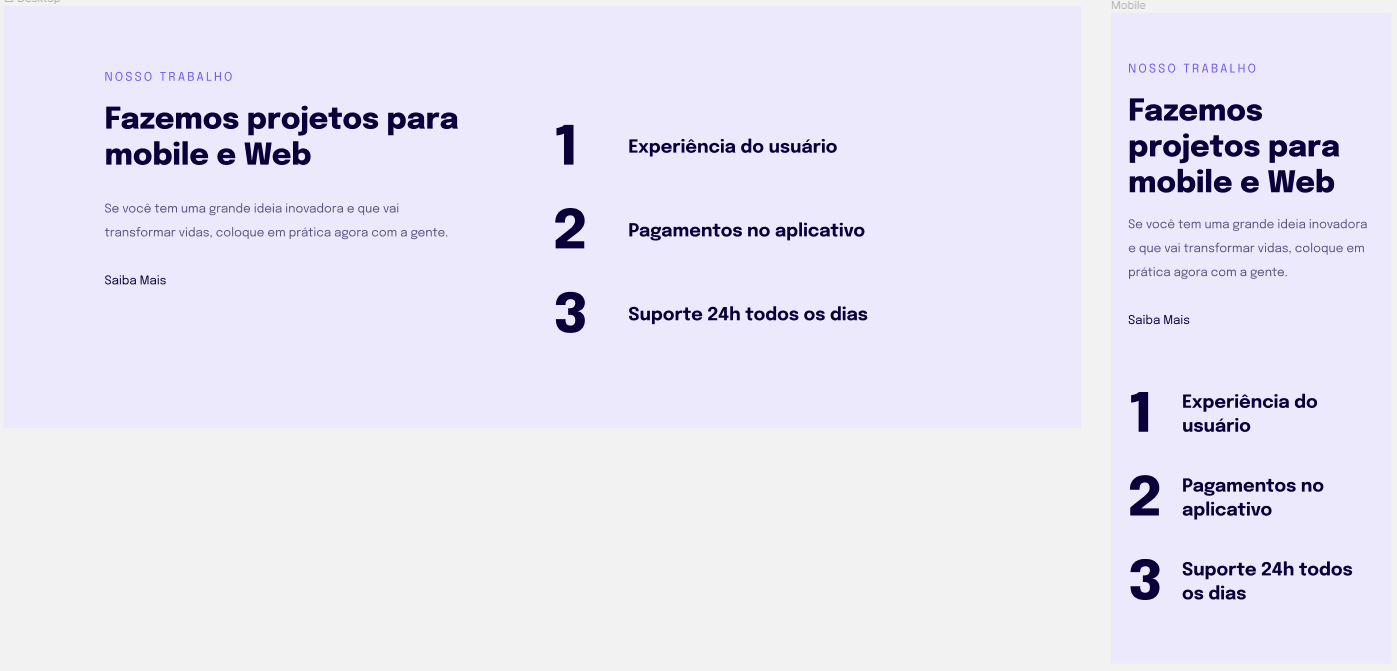 Desktop
NOSSO TRABALHO
Fazemos projetos para
mobile e Web
Se você tem uma grande ideia inovadora e que vai
transformar vidas, coloque em prática agora com a gente.
Saiba Mais
1
Experiência do usuário
2
Pagamentos no aplicativo
3
Suporte 24h todos os dias
Mobile
NOSSO TRABALHO
Fazemos
projetos para
mobile e Web
Se você tem uma grande ideia inovadora
e que vai transformar vidas, coloque em
prática agora com a gente.
Saiba Mais
1
Experiência do
usuário
2
Pagamentos no
aplicativo
3
Suporte 24h todos
os dias